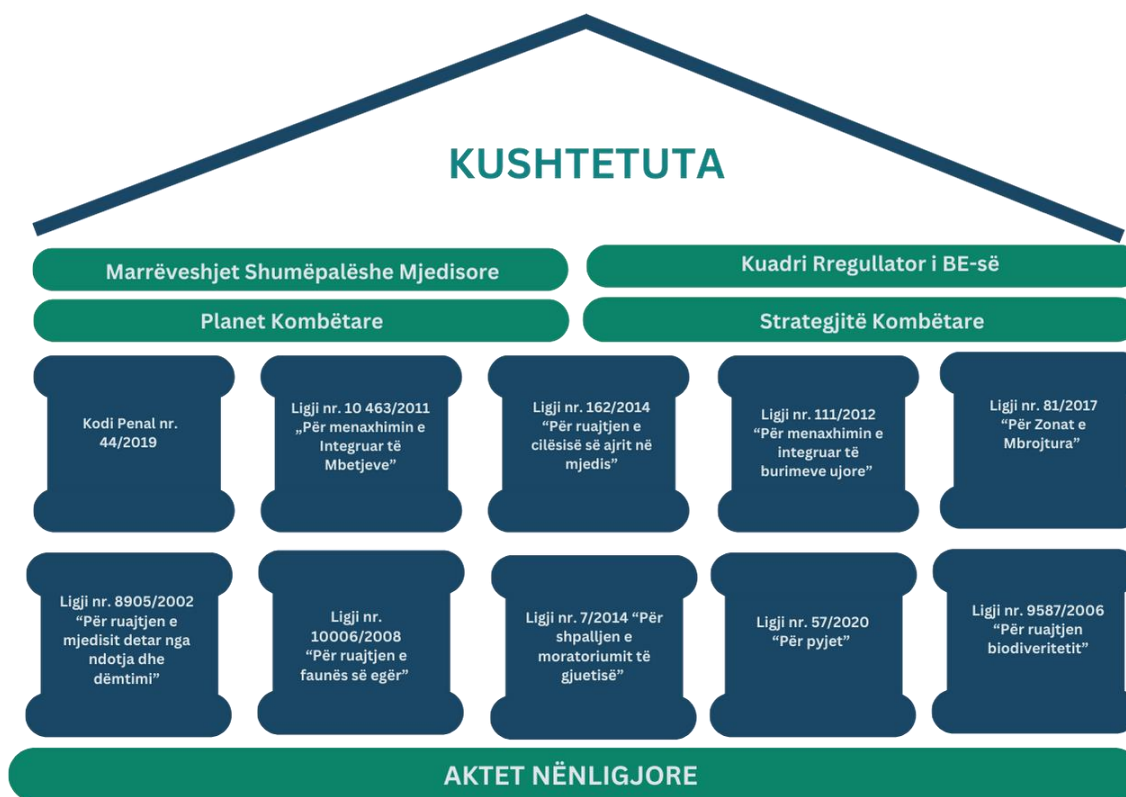 KUSHTETUTA
Marrëveshjet Shumëpalëshe Mjedisore
Kuadri Rregullator i BE-së
Planet Kombëtare
Strategjitë Kombëtare
Kodi Penal nr.
44/2019
Ligji nr. 10 463/2011
„Për menaxhimin e
Integruar të
Mbetjeve”
Ligji nr. 162/2014
“Për ruajtjen e
cilësisë së ajrit në
mjedis”
Ligji nr. 111/2012
“Për menaxhimin e
integruar të
burimeve ujore”
Ligji nr. 81/2017
“Për Zonat e
Mbrojtura”
Ligji nr. 8905/2002
“Për ruajtjen e
mjedisit detar nga
ndotja dhe
dëmtimi”
Ligji nr.
10006/2008
“Për ruajtjen e
faunës së egër”
Ligji nr. 7/2014 “Për
shpalljen e
moratoriumit të
gjuetisë”
Ligji nr. 57/2020
“Për pyjet”
Ligji nr. 9587/2006
“Për ruajtjen
biodiveritetit”
AKTET NËNLIGJORE